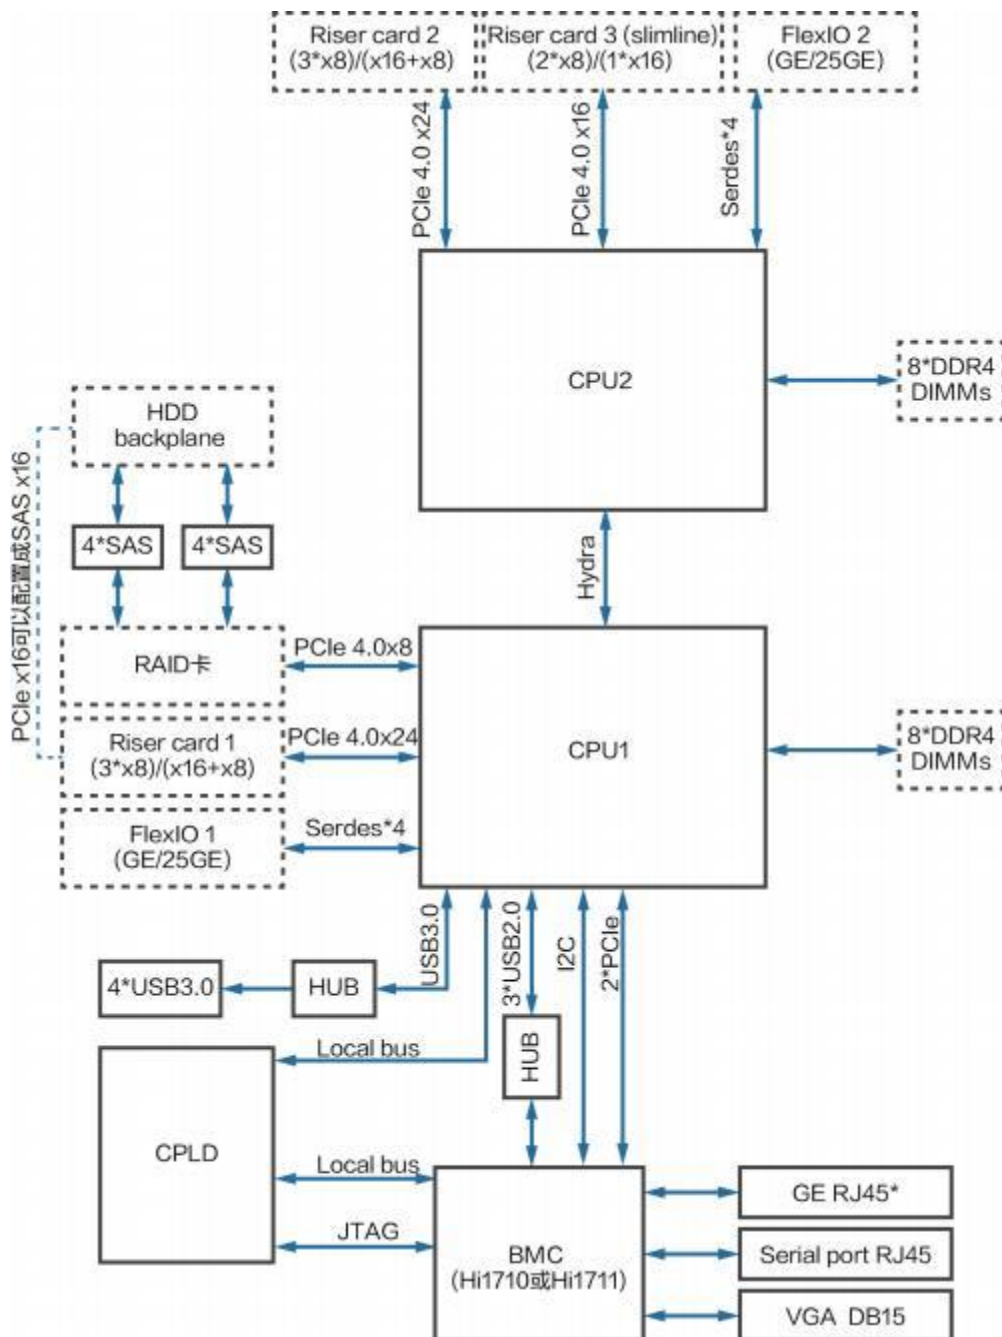 Riser card 2
(3*x8)/(x16+x8)
Riser card 3 (slimline)
(2*x8)/(1*x16)
FlexIO 2
(GE/25GE)
PCIe 4.0 x24
PCIe 4.0 x16
Serdes*4
CPU2
8*DDR4
DIMMs
HDD
backplane
4*SAS
4*SAS
PCIe x16可以配置成SAS x16
Hydra
RAID卡
PCIe 4.0x8
Riser card 1
(3*x8)/(x16+x8)
PCIe 4.0x24
CPU1
8*DDR4
DIMMs
FlexIO 1
(GE/25GE)
Serdes*4
USB3.0
3*USB2.0
I2C
2*PCIe
4*USB3.0
HUB
HUB
Local bus
CPLD
Local bus
JTAG
BMC
(Hi1710或Hi1711)
GE RJ45*
Serial port RJ45
VGA DB15